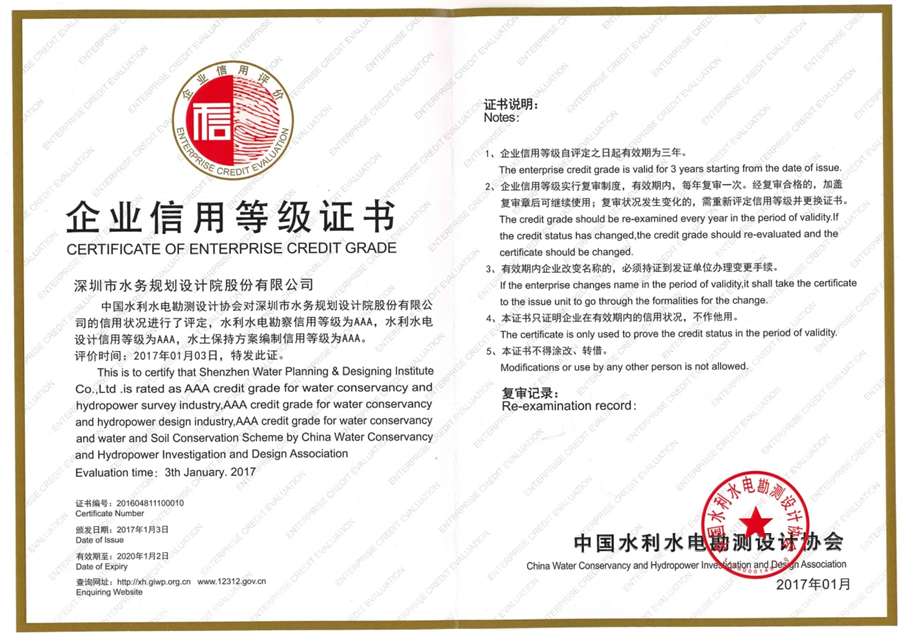 企业信用评价
信
ENTERPRISE CREDIT EVALUATION
企业信用等级证书
CERTIFICATE OF ENTERPRISE CREDIT GRADE
深圳市水务规划设计院股份有限公司
中国水利水电勘测设计协会对深圳市水务规划设计院股份有限公
司的信用状况进行了评定，水利水电勘察信用等级为AAA，水利水电
设计信用等级为AAA，水土保持方案编制信用等级为AAA。
评价时间：2017年01月03日，特发此证。
This is to certify that Shenzhen Water Planning & Designing Institute
Co.,Ltd .is rated as AAA credit grade for water conservancy and
hydropower survey industry,AAA credit grade for water conservancy
and hydropower design industry,AAA credit grade for water conservancy
and water and Soil Conservation Scheme by China Water Conservancy
and Hydropower Investigation and Design Association
Evaluation time：3th January. 2017
证书编号：201604811100010
Certificate Number
颁发日期：2017年1月3日
Date of Issue
有效期至：2020年1月2日
Date of Expiry
查询网址：http://xh.giwp.org.cn www.12312.gov.cn
Enquiring Website
证书说明：
Notes：
1、企业信用等级自评定之日起有效期为三年。
The enterprise credit grade is valid for 3 years starting from the date of issue.
2、企业信用等级实行复审制度，有效期内，每年复审一次。经复审合格的，加盖
复审章后可继续使用；复审状况发生变化的，需重新评定信用等级并更换证书。
The credit grade should be re-examined every year in the period of validity.If
the credit status has changed,the credit grade should re-evaluated and the
certificate should be changed.
3、有效期内企业改变名称的，必须持证到发证单位办理变更手续。
If the enterprise changes name in the period of validity,it shall take the certificate
to the issue unit to go through the formalities for the change.
4、本证书只证明企业在有效期内的信用状况，不作他用。
The certificate is only used to prove the credit status in the period of validity.
5、本证书不得涂改、转借。
Modifications or use by any other person is not allowed.
复审记录：
Re-examination record：
中国水利水电勘测设计协会
China Water Conservancy and Hydropower Investigation and Design Association
2017年01月